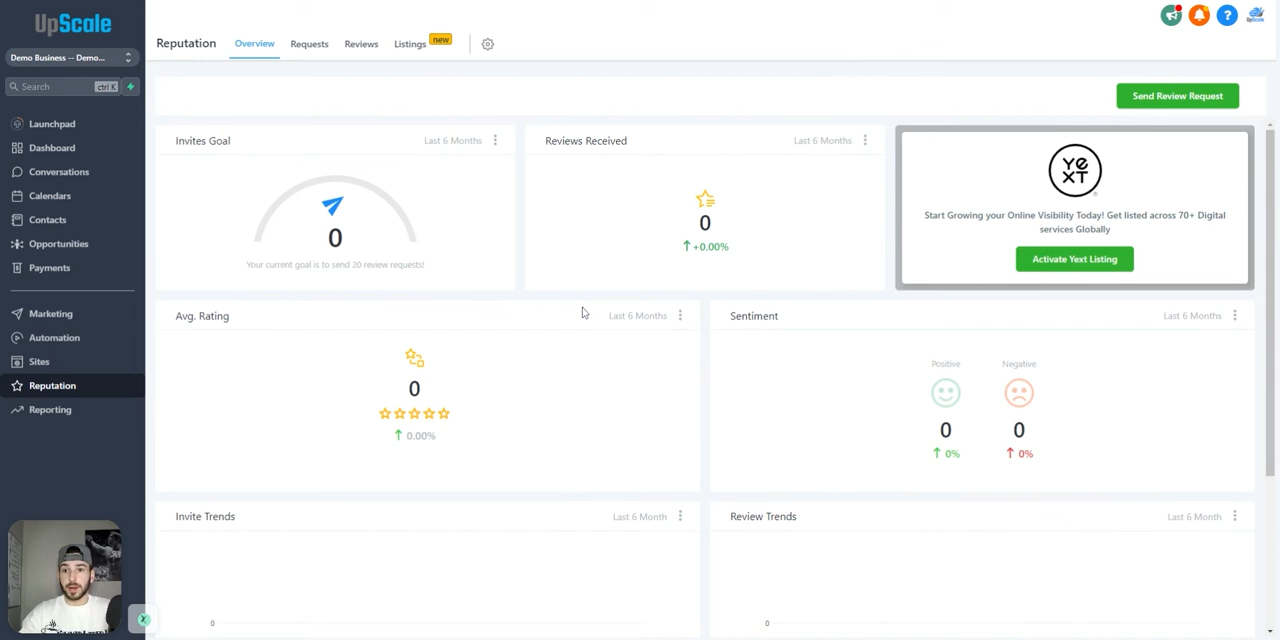 UpScale
Demo Business -- Demo...
Search ctrl K
Launchpad
Dashboard
Conversations
Calendars
Contacts
Opportunities
Payments
Marketing
Automation
Sites
Reputation
Reporting
Reputation Overview Requests Reviews Listings new
?
UpScale
Send Review Request
Invites Goal Last 6 Months
0
Your current goal is to send 20 review requests!
Reviews Received Last 6 Months
0
+0.00%
YEXT
Start Growing your Online Visibility Today! Get listed across 70+ Digital
services Globally
Activate Yext Listing
Avg. Rating Last 6 Months
0
0.00%
Sentiment Last 6 Months
Positive Negative
0 0
0% 0%
Invite Trends Last 6 Month
0
Review Trends Last 6 Month
0